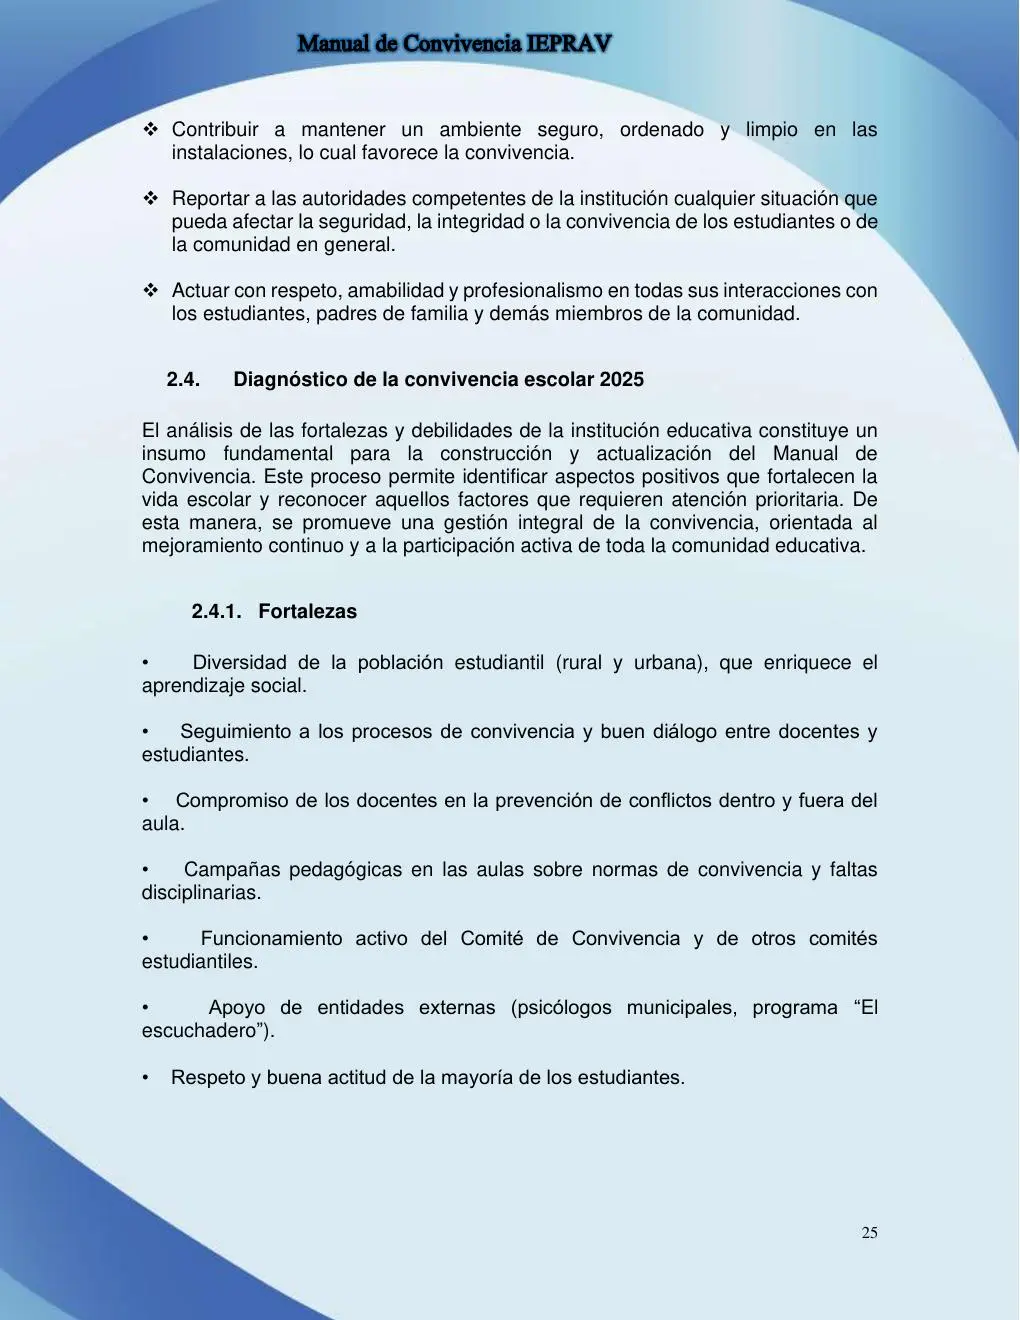 Manual de Convivencia IEPRAV
❖ Contribuir a mantener un ambiente seguro, ordenado y limpio en las
instalaciones, lo cual favorece la convivencia.
❖ Reportar a las autoridades competentes de la institución cualquier situación que
pueda afectar la seguridad, la integridad o la convivencia de los estudiantes o de
la comunidad en general.
❖ Actuar con respeto, amabilidad y profesionalismo en todas sus interacciones con
los estudiantes, padres de familia y demás miembros de la comunidad.
2.4. Diagnóstico de la convivencia escolar 2025
El análisis de las fortalezas y debilidades de la institución educativa constituye un
insumo fundamental para la construcción y actualización del Manual de
Convivencia. Este proceso permite identificar aspectos positivos que fortalecen la
vida escolar y reconocer aquellos factores que requieren atención prioritaria. De
esta manera, se promueve una gestión integral de la convivencia, orientada al
mejoramiento continuo y a la participación activa de toda la comunidad educativa.
2.4.1. Fortalezas
• Diversidad de la población estudiantil (rural y urbana), que enriquece el
aprendizaje social.
• Seguimiento a los procesos de convivencia y buen diálogo entre docentes y
estudiantes.
• Compromiso de los docentes en la prevención de conflictos dentro y fuera del
aula.
• Campañas pedagógicas en las aulas sobre normas de convivencia y faltas
disciplinarias.
• Funcionamiento activo del Comité de Convivencia y de otros comités
estudiantiles.
• Apoyo de entidades externas (psicólogos municipales, programa “El
escuchadero”).
• Respeto y buena actitud de la mayoría de los estudiantes.
25